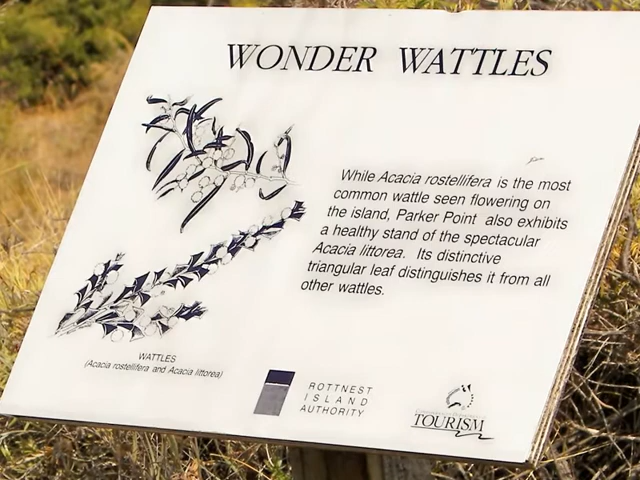 WONDER WATTLES
While Acacia rostellifera is the most
common wattle seen flowering on
the island, Parker Point also exhibits
a healthy stand of the spectacular
Acacia littorea. Its distinctive
triangular leaf distinguishes it from all
other wattles.
WATTLES
(Acacia rostellifera and Acacia littorea)
ROTTNEST
ISLAND
AUTHORITY
TOURISM